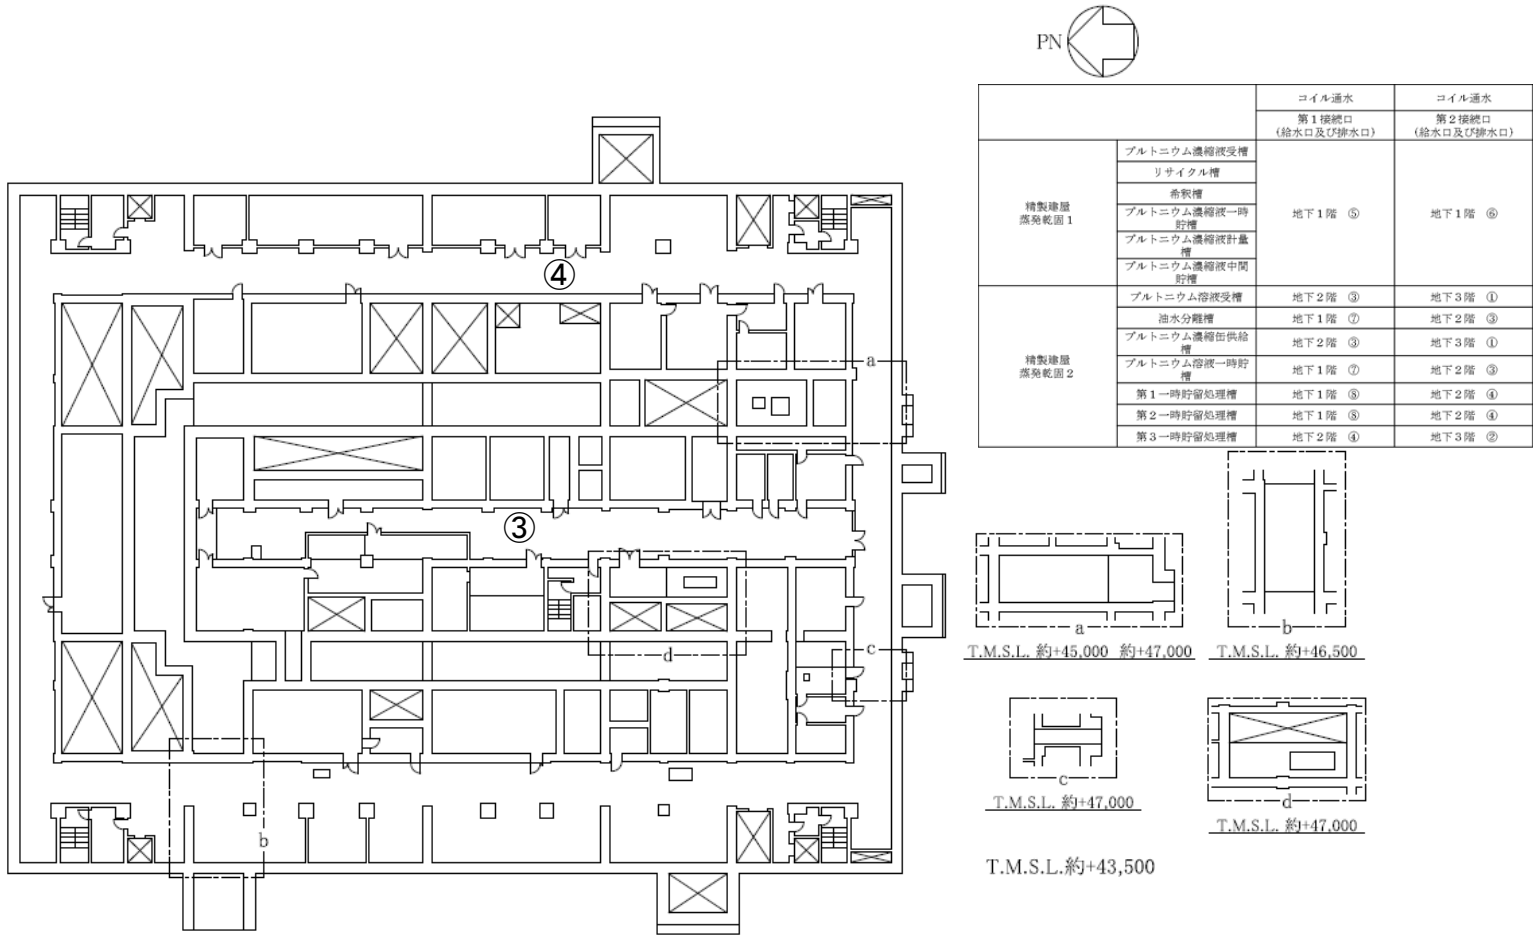 PN
コイル通水
コイル通水
第1接続口
(給水口及び排水口)
第2接続口
(給水口及び排水口)
精製建屋
蒸発乾固1
プルトニウム濃縮液受槽
リサイクル槽
希釈槽
プルトニウム濃縮液一時
貯槽
プルトニウム濃縮液計量
槽
プルトニウム濃縮液中間
貯槽
地下1階 ⑤
地下1階 ⑥
精製建屋
蒸発乾固2
プルトニウム溶液受槽
地下2階 ③
地下3階 ①
油水分離槽
地下1階 ⑦
地下2階 ③
プルトニウム濃縮缶供給
槽
地下2階 ③
地下3階 ①
プルトニウム溶液一時貯
槽
地下1階 ⑦
地下2階 ③
第1一時貯留処理槽
地下1階 ⑧
地下2階 ④
第2一時貯留処理槽
地下1階 ⑧
地下2階 ④
第3一時貯留処理槽
地下2階 ④
地下3階 ②
④
③
a
b
c
d
a
T.M.S.L. 約+45,000 約+47,000
b
T.M.S.L. 約+46,500
c
T.M.S.L. 約+47,000
d
T.M.S.L. 約+47,000
T.M.S.L.約+43,500